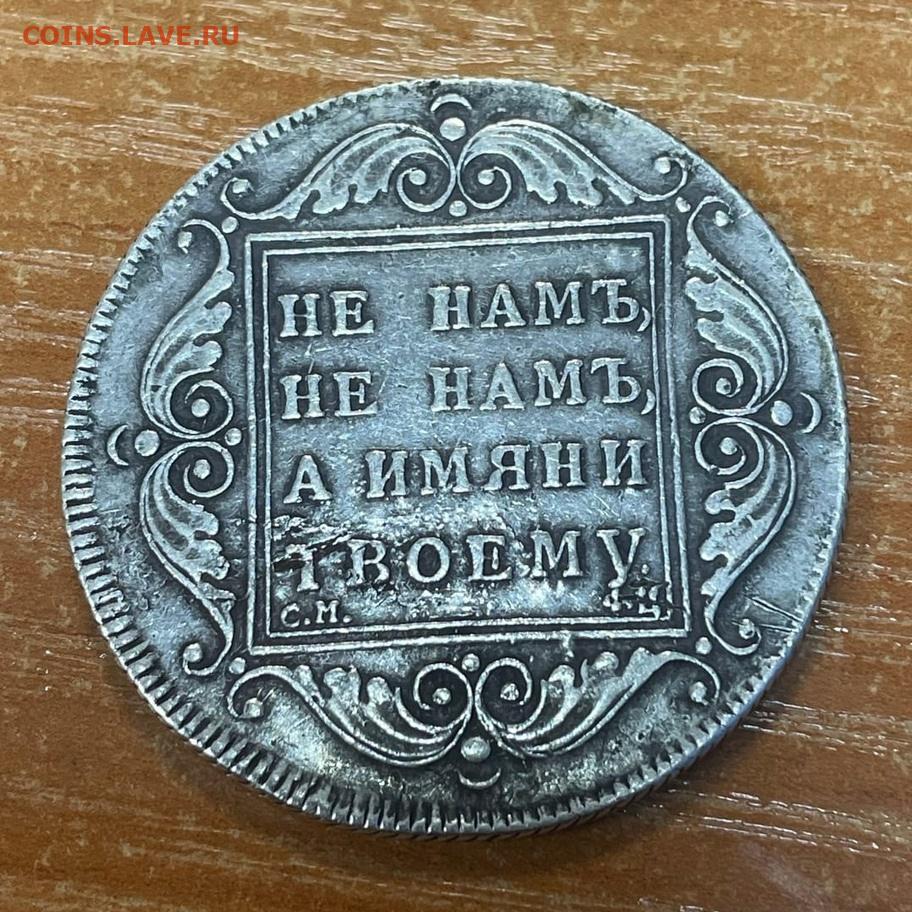 COINS.LAVE.RU
НЕ НАМЪ,
НЕ НАМЪ,
А ИМЯНИ
ТВОЕМУ.
С.М.